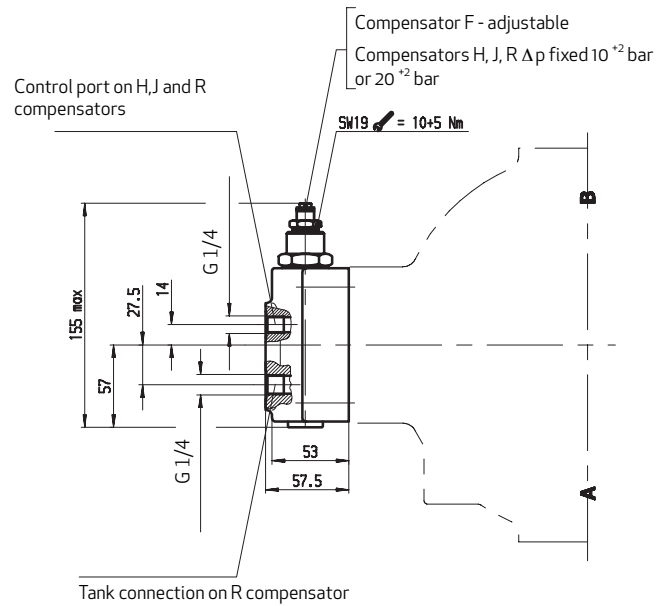 Compensator F - adjustable
Compensators H, J, R Δp fixed 10 +2 bar
or 20 +2 bar
Control port on H,J and R
compensators
SW19 = 10+5 Nm
B
G 1/4
14
27.5
155 max
57
G 1/4
53
57.5
A
Tank connection on R compensator